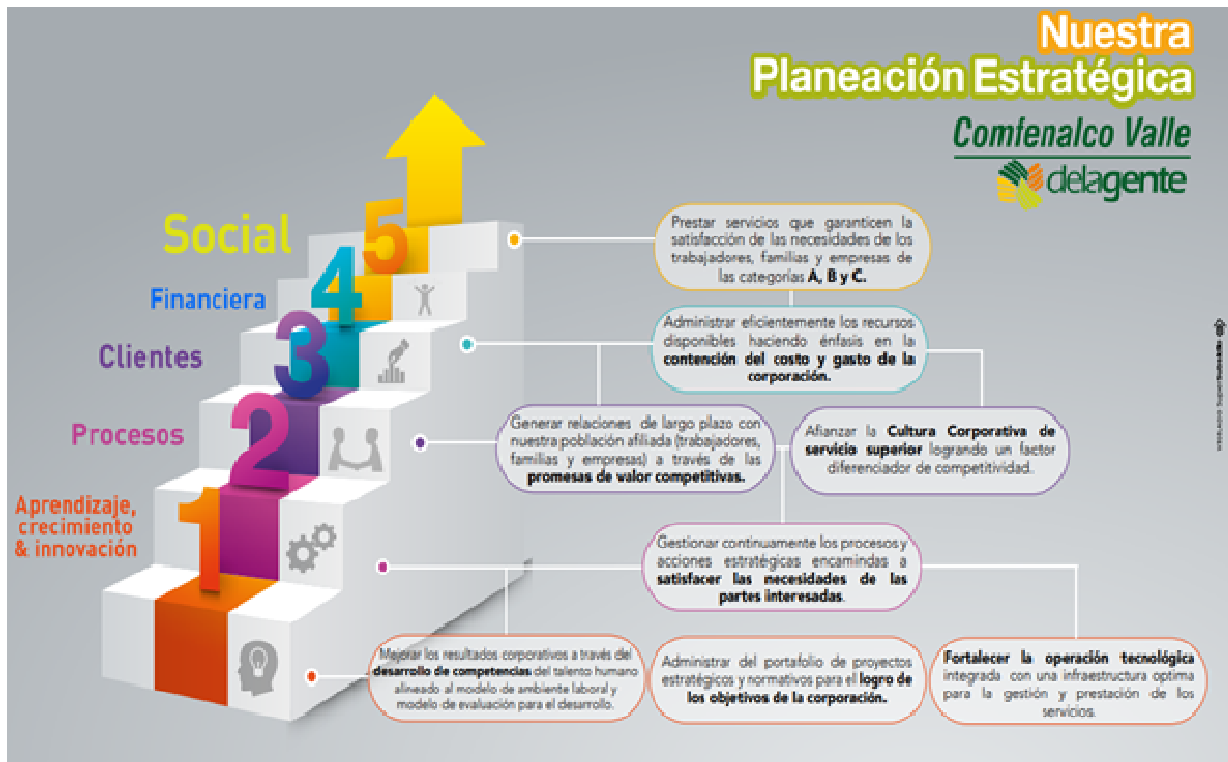 Nuestra
Planeación Estratégica
Comfenalco Valle
delagente
Social
5
Financiera
4
Clientes
3
Procesos
2
Aprendizaje,
crecimiento
& innovación
1
Prestar servicios que garanticen la
satisfacción de las necesidades de los
trabajadores, familias y empresas de
las categorías A, B y C.
Administrar eficientemente los recursos
disponibles haciendo énfasis en la
contención del costo y gasto de la
corporación.
Generar relaciones de largo plazo con
nuestra población afiliada (trabajadores,
familias y empresas) a través de las
promesas de valor competitivas.
Afianzar la Cultura Corporativa de
servicio superior logrando un factor
diferenciador de competitividad.
Gestionar continuamente los procesos y
acciones estratégicas encamindas a
satisfacer las necesidades de las
partes interesadas.
Mejorar los resultados corporativos a través del
desarrollo de competencias del talento humano
alineado al modelo de ambiente laboral y
modelo de evaluación para el desarrollo.
Administrar del portafolio de proyectos
estratégicos y normativos para el logro de
los objetivos de la corporación.
Fortalecer la operación tecnológica
integrada con una infraestructura optima
para la gestión y prestación de llos
servicios.